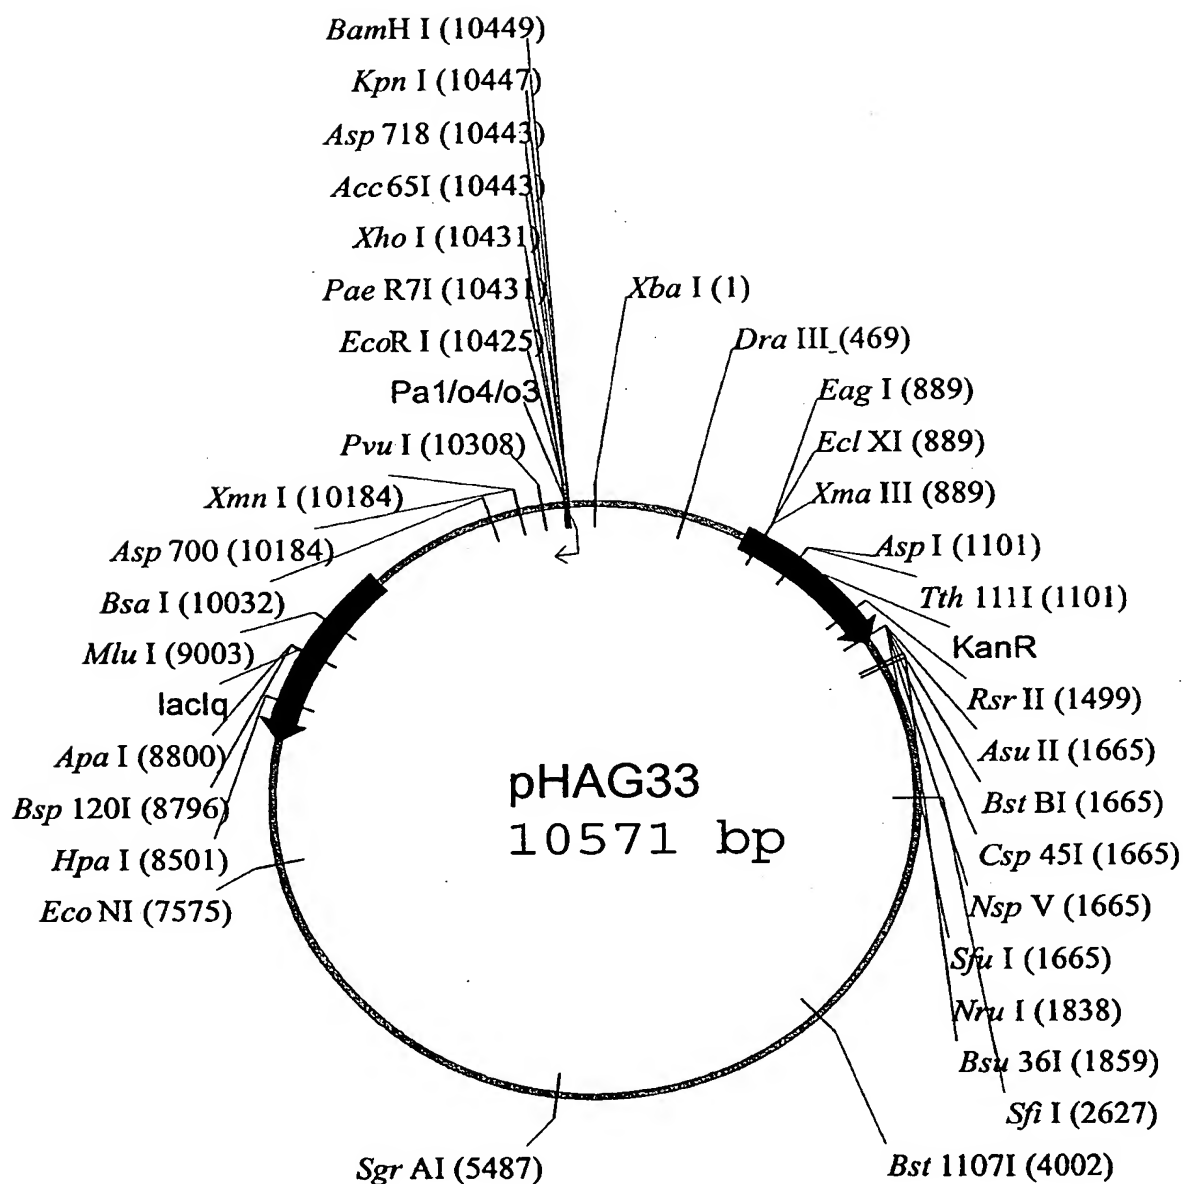 BamH I (10449)
Kpn I (10447)
Asp 718 (10443)
Acc 65I (10443)
Xho I (10431)
Pae R7I (10431)
EcoR I (10425)
Pa1/o4/o3
Pvu I (10308)
Xmn I (10184)
Asp 700 (10184)
Bsa I (10032)
Mlu I (9003)
lacIq
Apa I (8800)
Bsp 120I (8796)
Hpa I (8501)
Eco NI (7575)
Xba I (1)
Dra III (469)
Eag I (889)
Ecl XI (889)
Xma III (889)
Asp I (1101)
Tth 111I (1101)
KanR
Rsr II (1499)
Asu II (1665)
Bst BI (1665)
Csp 45I (1665)
Nsp V (1665)
Sfu I (1665)
Nru I (1838)
Bsu 36I (1859)
Sfi I (2627)
Bst 1107I (4002)
Sgr AI (5487)
pHAG33
10571 bp